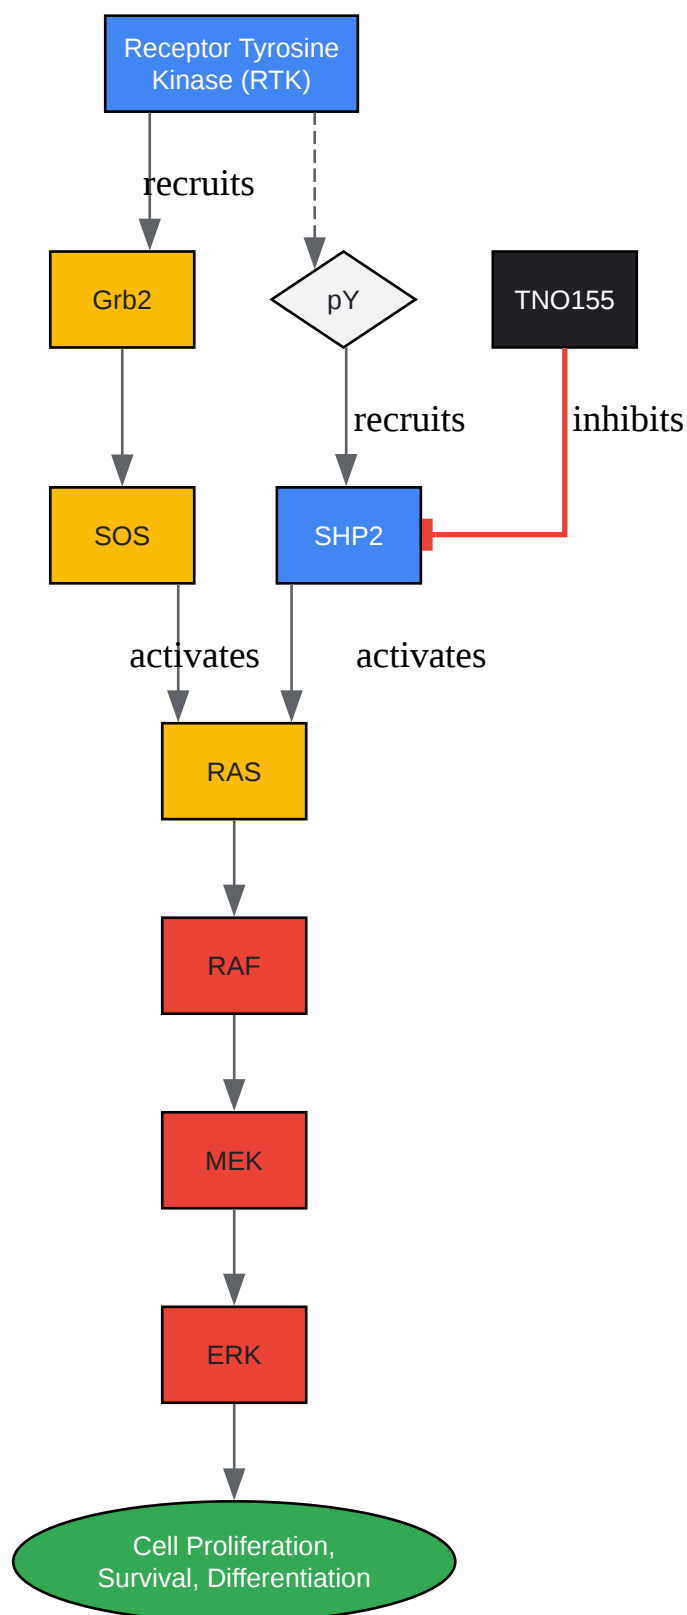 Receptor Tyrosine
Kinase (RTK)
recruits
Grb2
pY
TNO155
recruits
inhibits
SOS
SHP2
activates
activates
RAS
RAF
MEK
ERK
Cell Proliferation,
Survival, Differentiation